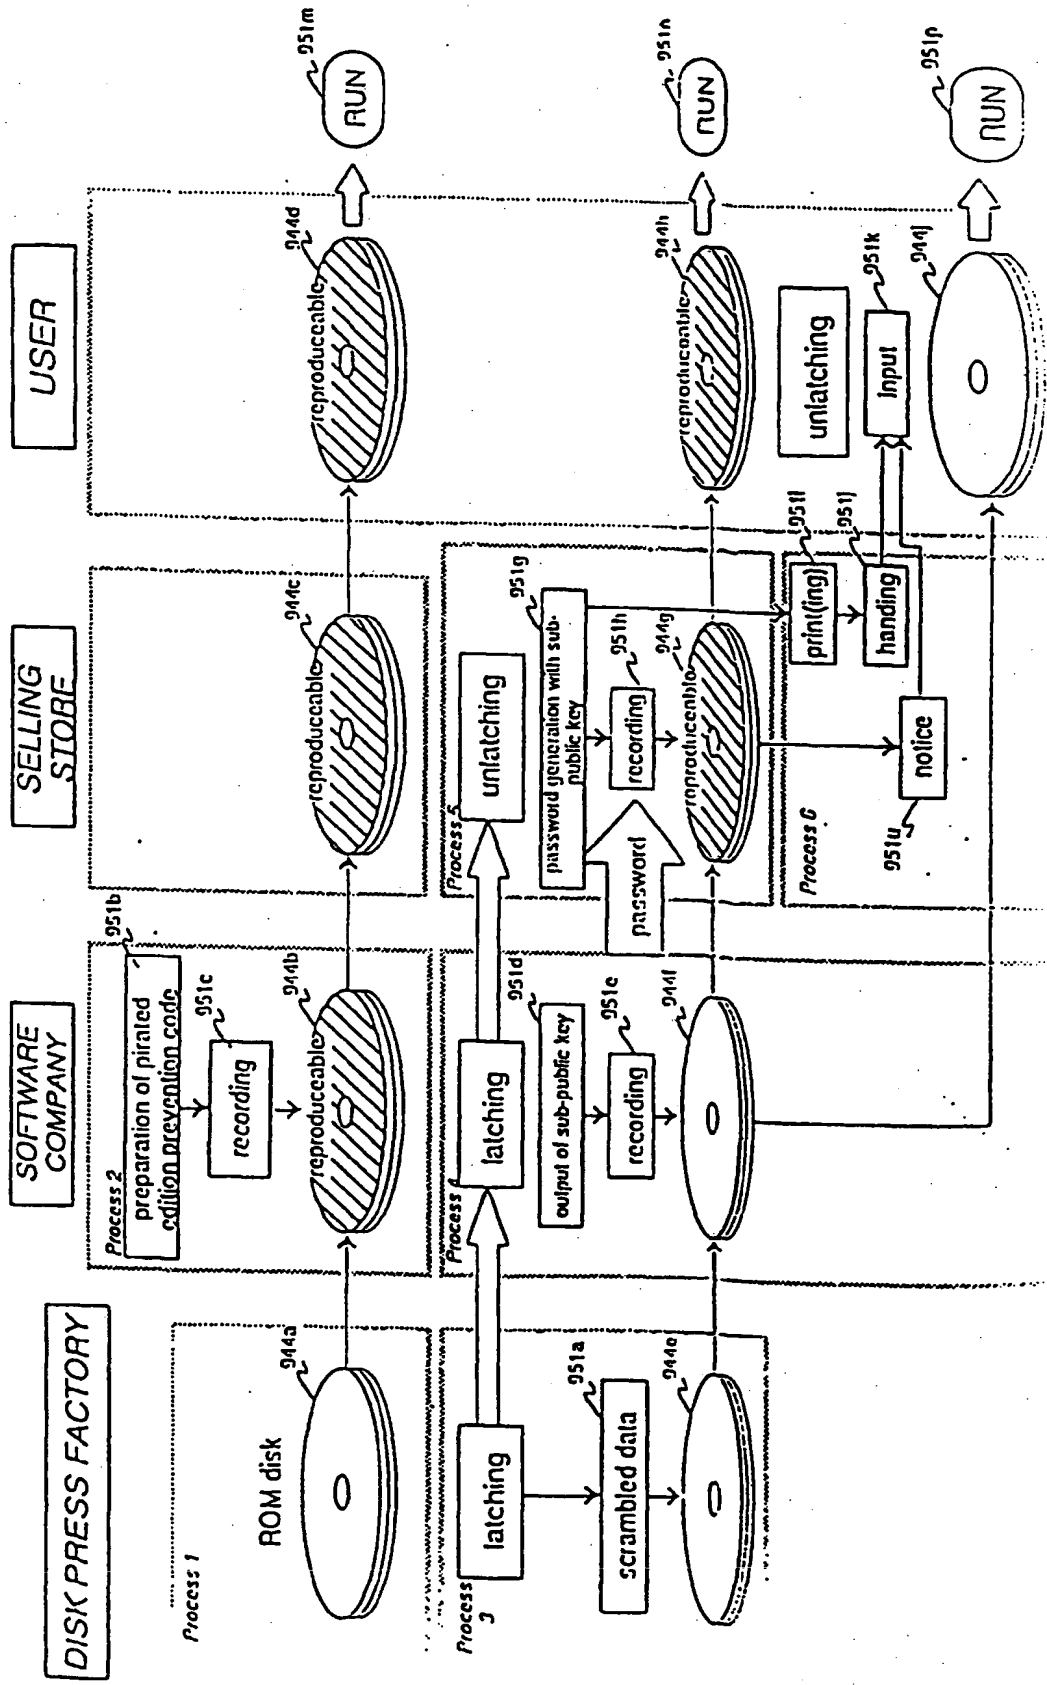 DISK PRESS FACTORY
SOFTWARE
COMPANY
SELLING
STORE
USER
Process 1
ROM disk
944a
Process 2
951b
preparation of pirated
edition prevention code
951c
recording
944b
reproduceable
944c
reproduceable
944d
reproduceable
951m
RUN
Process
3
latching
951a
scrambled data
944e
Process 4
latching
951d
output of sub-public key
951e
recording
944f
Process 5
unlatching
951g
password generation with sub-
public key
951h
recording
password
944g
reproduceable
944h
reproduceable
951n
RUN
Process 6
951i
print(ing)
951j
handing
951u
notice
unlatching
951k
input
944j
951p
RUN